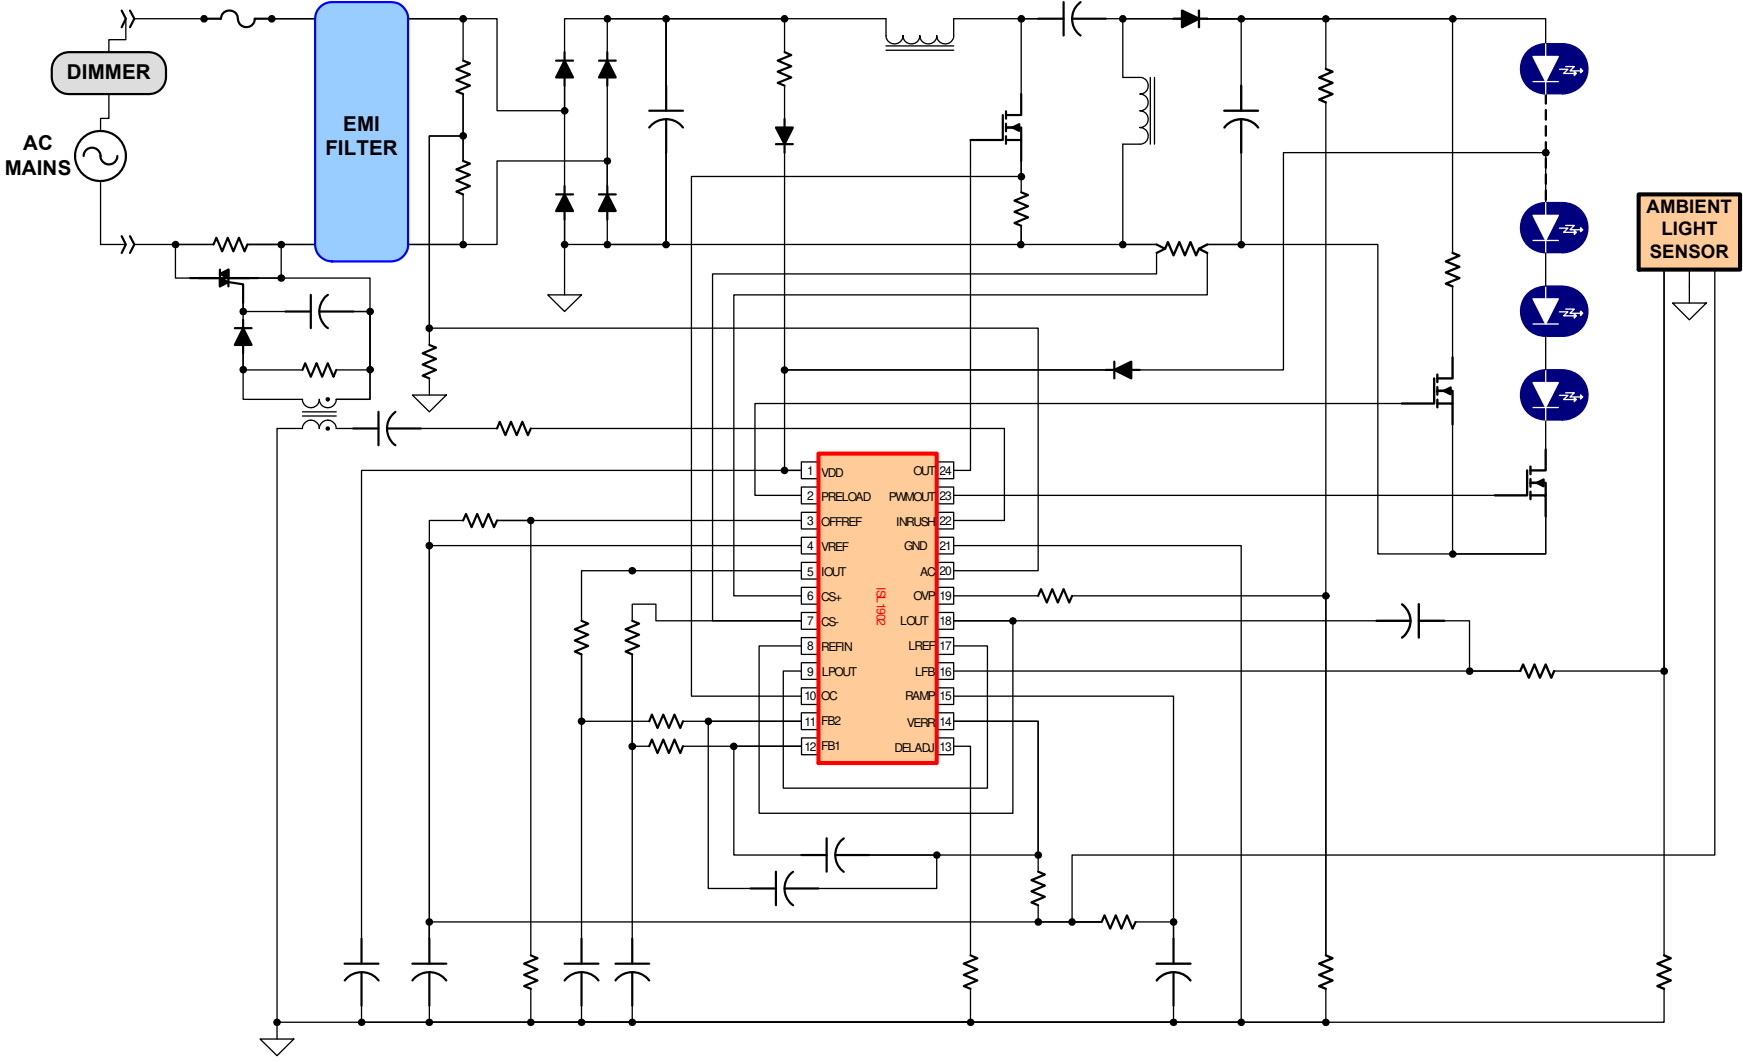 DIMMER
AC
MAINS
EMI
FILTER
AMBIENT
LIGHT
SENSOR
1 VDD
2 PRELOAD
3 OFFREF
4 VREF
5 IOUT
6 CS+
7 CS-
8 REFIN
9 LPOUT
10 OC
11 FB2
12 FB1
ISL1902
OUT 24
PWMOUT 23
INRUSH 22
GND 21
AC 20
OVP 19
LOUT 18
LREF 17
LFB 16
RAMP 15
VERR 14
DELADJ 13